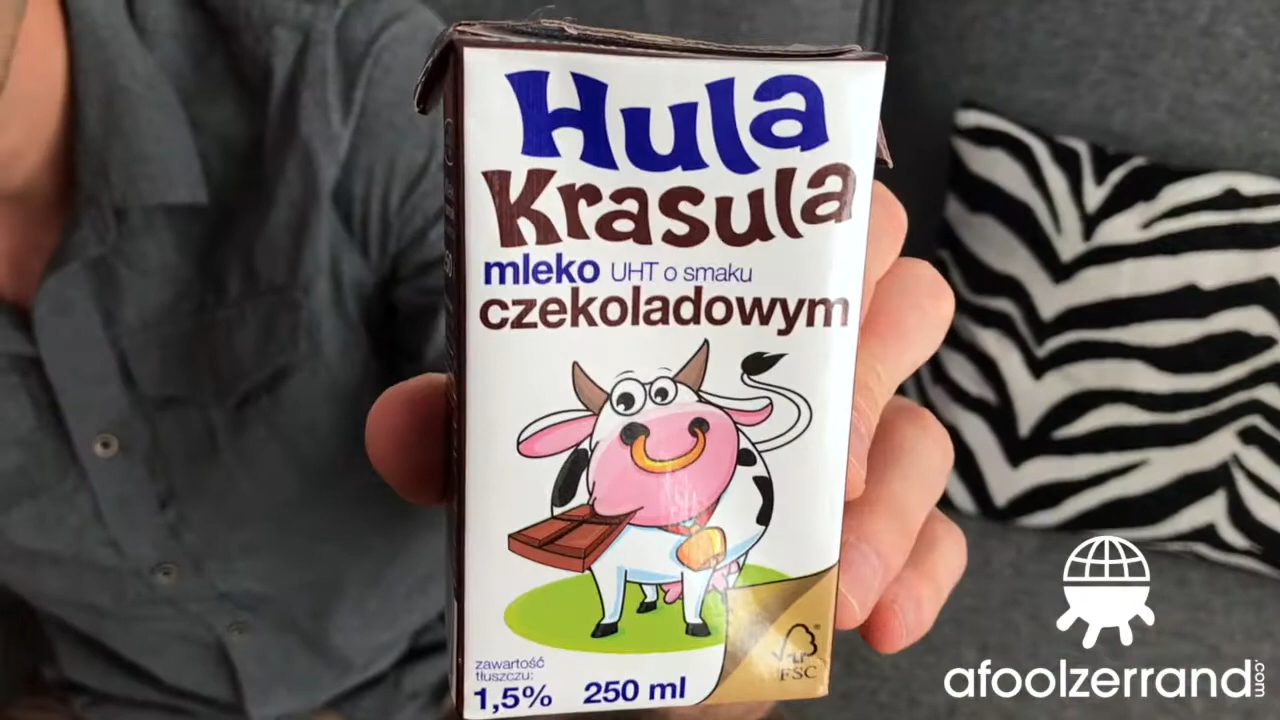 Hula
Krasula
mleko UHT o smaku
czekoladowym
zawartość
tłuszczu:
1,5% 250 ml
FSC®
afoolzerrand.com